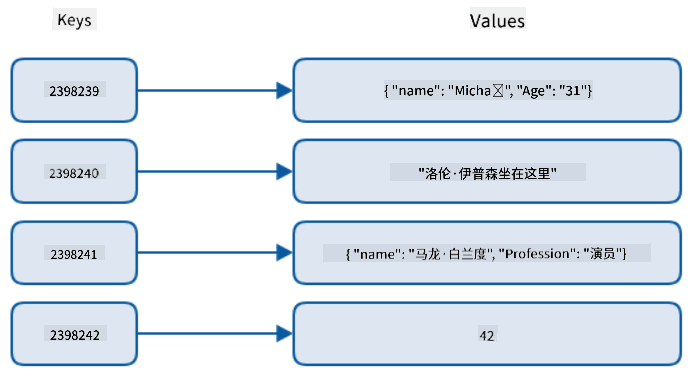 Keys
Values
2398239
{ "name": "Micha☒", "Age": "31"}
2398240
"洛伦·伊普森坐在这里"
2398241
{ "name": "马龙·白兰度", "Profession": "演员"}
2398242
42